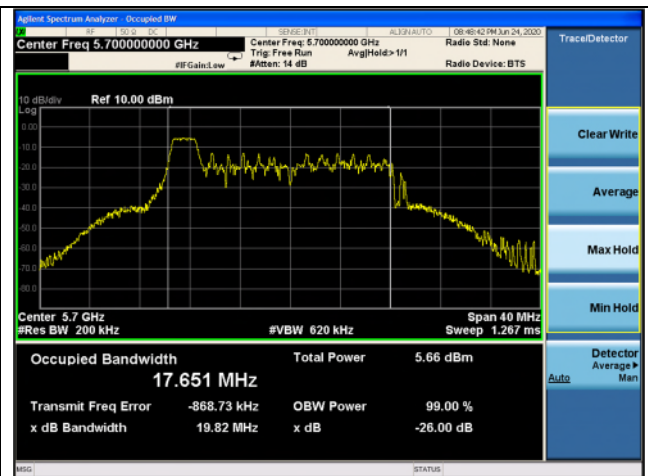 Agilent Spectrum Analyzer - Occupied BW
RF 50 Ω DC SENSE:INT ALIGN AUTO 08:48:42 PM Jun 24, 2020
Center Freq 5.700000000 GHz
Center Freq: 5.700000000 GHz
Radio Std: None
Trig: Free Run Avg|Hold:>1/1
#IFGain:Low #Atten: 14 dB Radio Device: BTS
Trace/Detector
10 dB/div Ref 10.00 dBm
Log
0.00
-10.0
-20.0
-30.0
-40.0
-50.0
-60.0
-70.0
-80.0
Clear Write
Average
Max Hold
Min Hold
Center 5.7 GHz Span 40 MHz
#Res BW 200 kHz #VBW 620 kHz Sweep 1.267 ms
Occupied Bandwidth Total Power 5.66 dBm
17.651 MHz
Transmit Freq Error -868.73 kHz OBW Power 99.00 %
x dB Bandwidth 19.82 MHz x dB -26.00 dB
Detector
Average▶
Auto Man
MSG STATUS